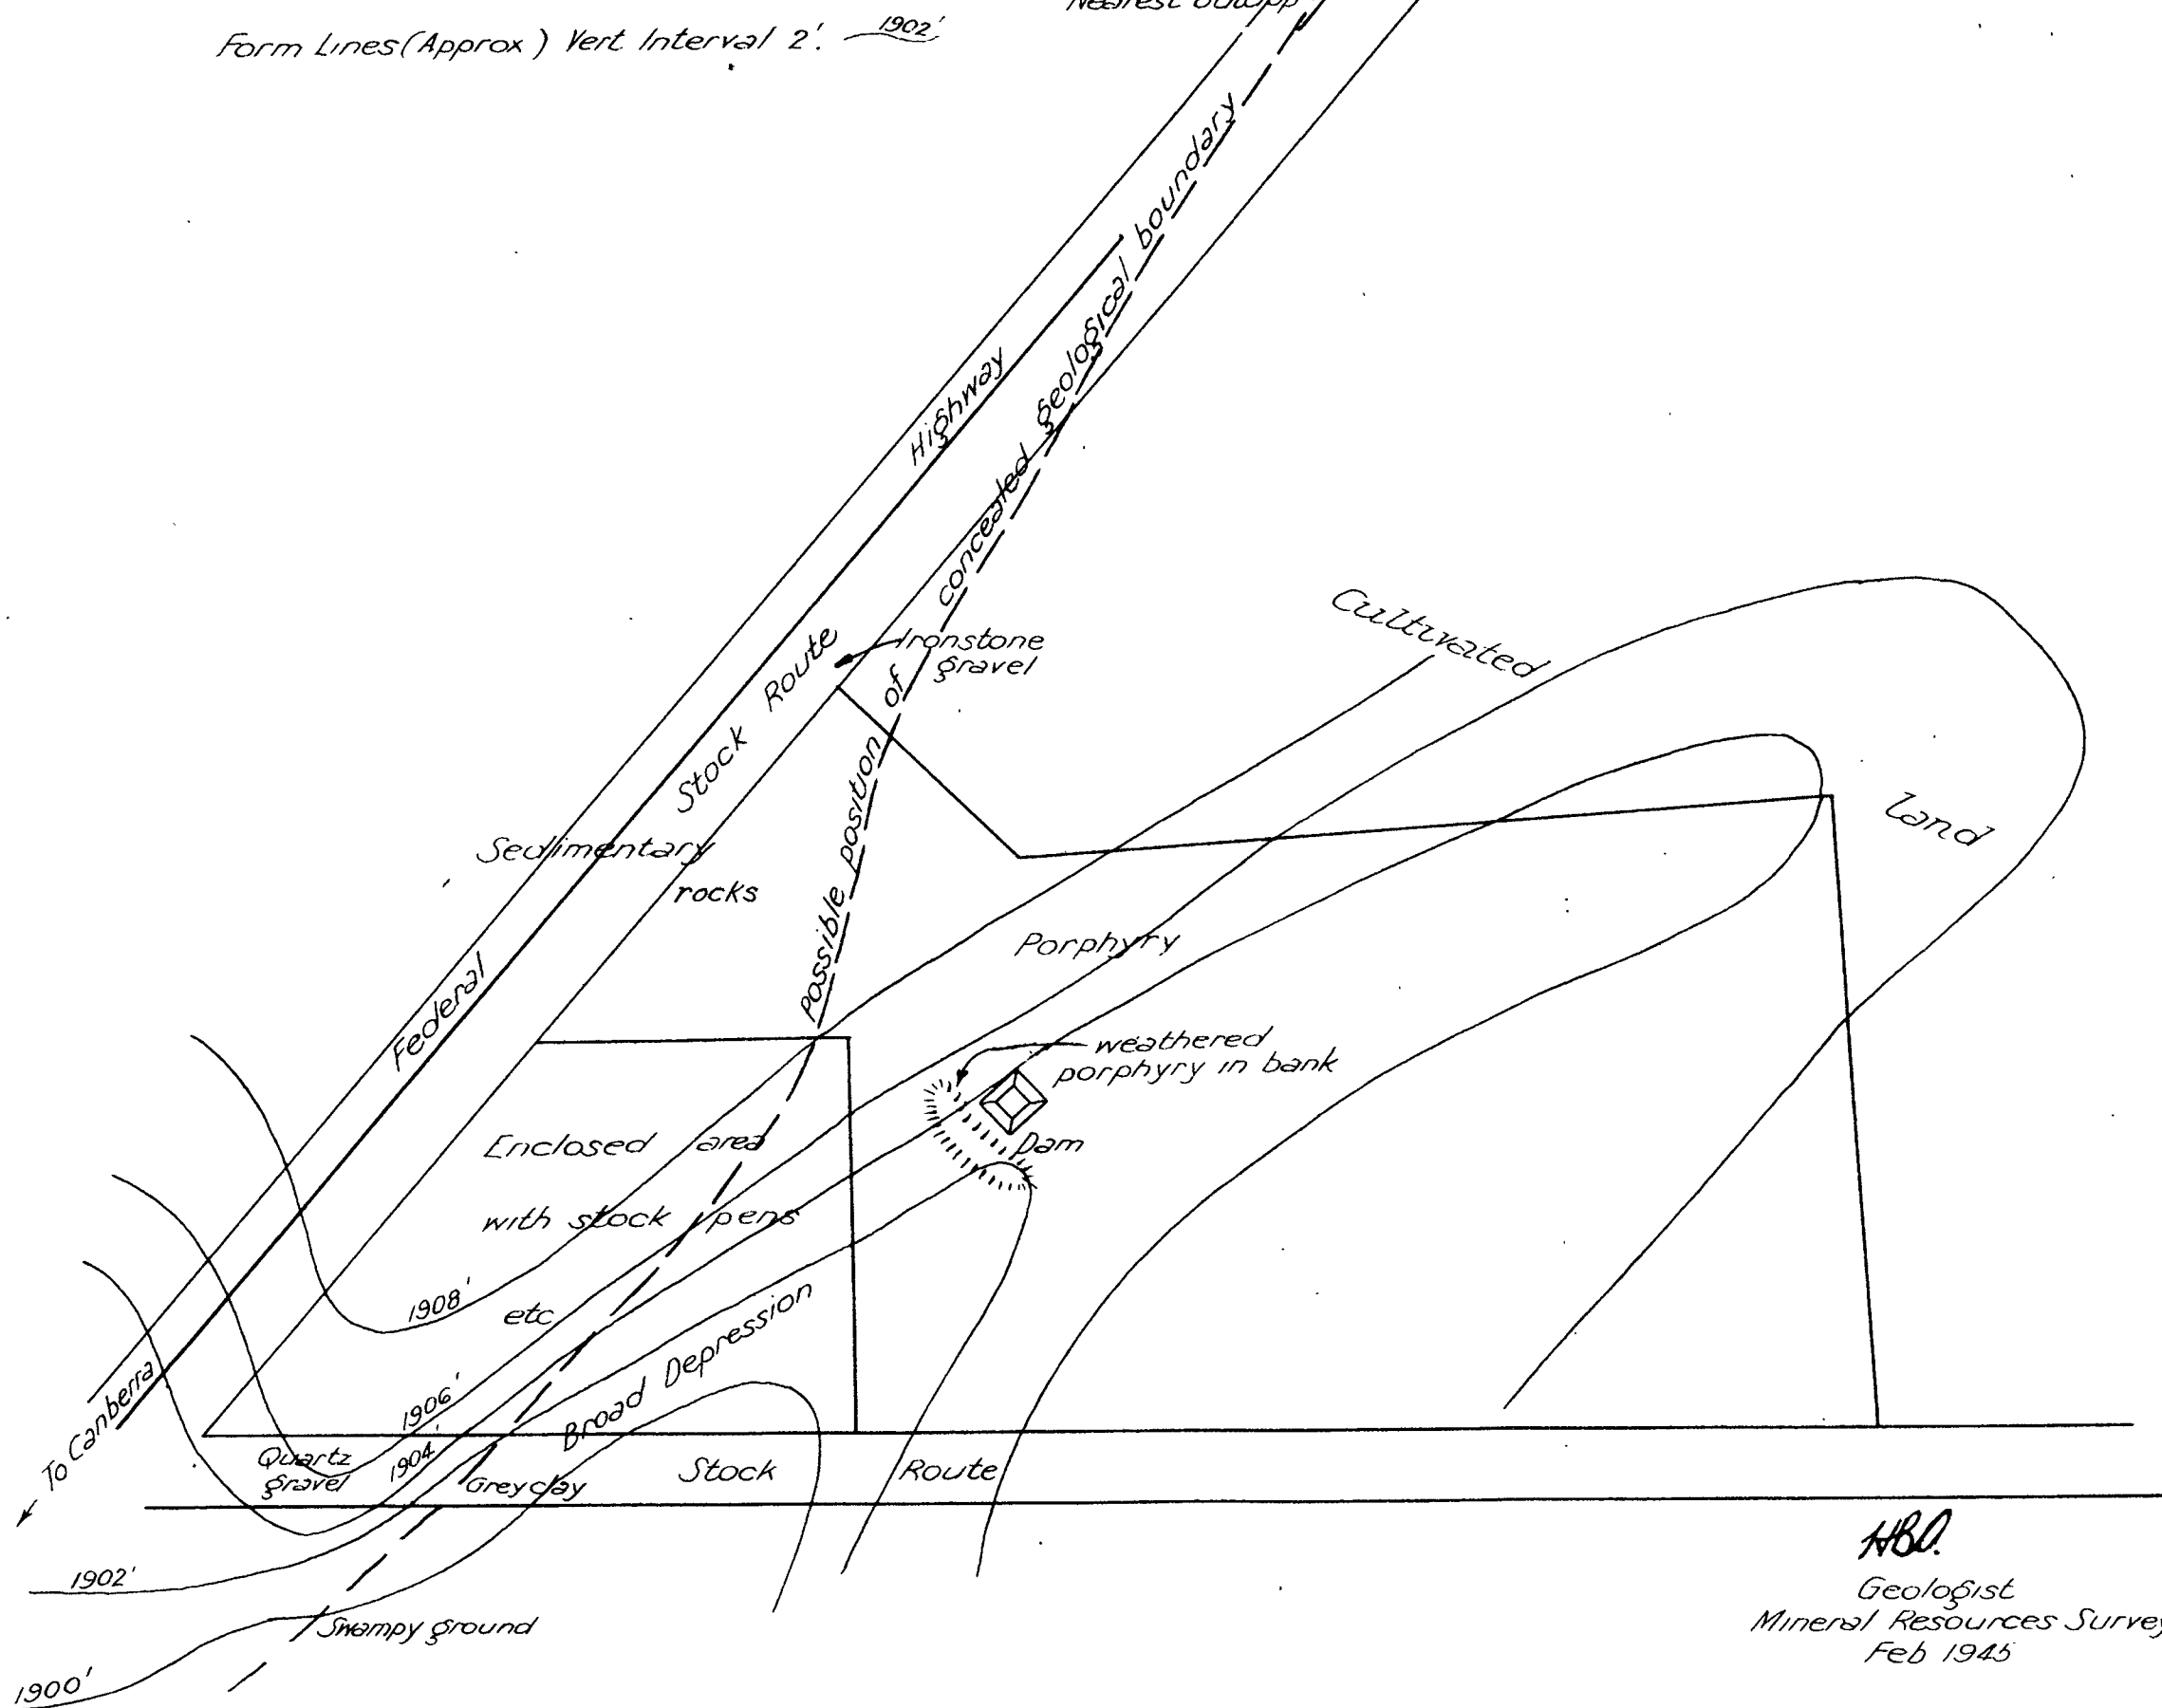 Nearest
Form Lines (Approx) Vert Interval 2'. 1902'
Possible position of concealed geological boundary
Federal Highway
Stock Route
Ironstone
gravel
Cultivated
Land
Sedimentary
rocks
Porphyry
weathered
porphyry in bank
Dam
Enclosed area
with stock pens
etc
1908'
Broad Depression
1906'
1904'
To Canberra
Quartz
gravel
Grey clay
Stock Route
1902'
Swampy ground
1900'
HBO.
Geologist
Mineral Resources Survey
Feb 1945